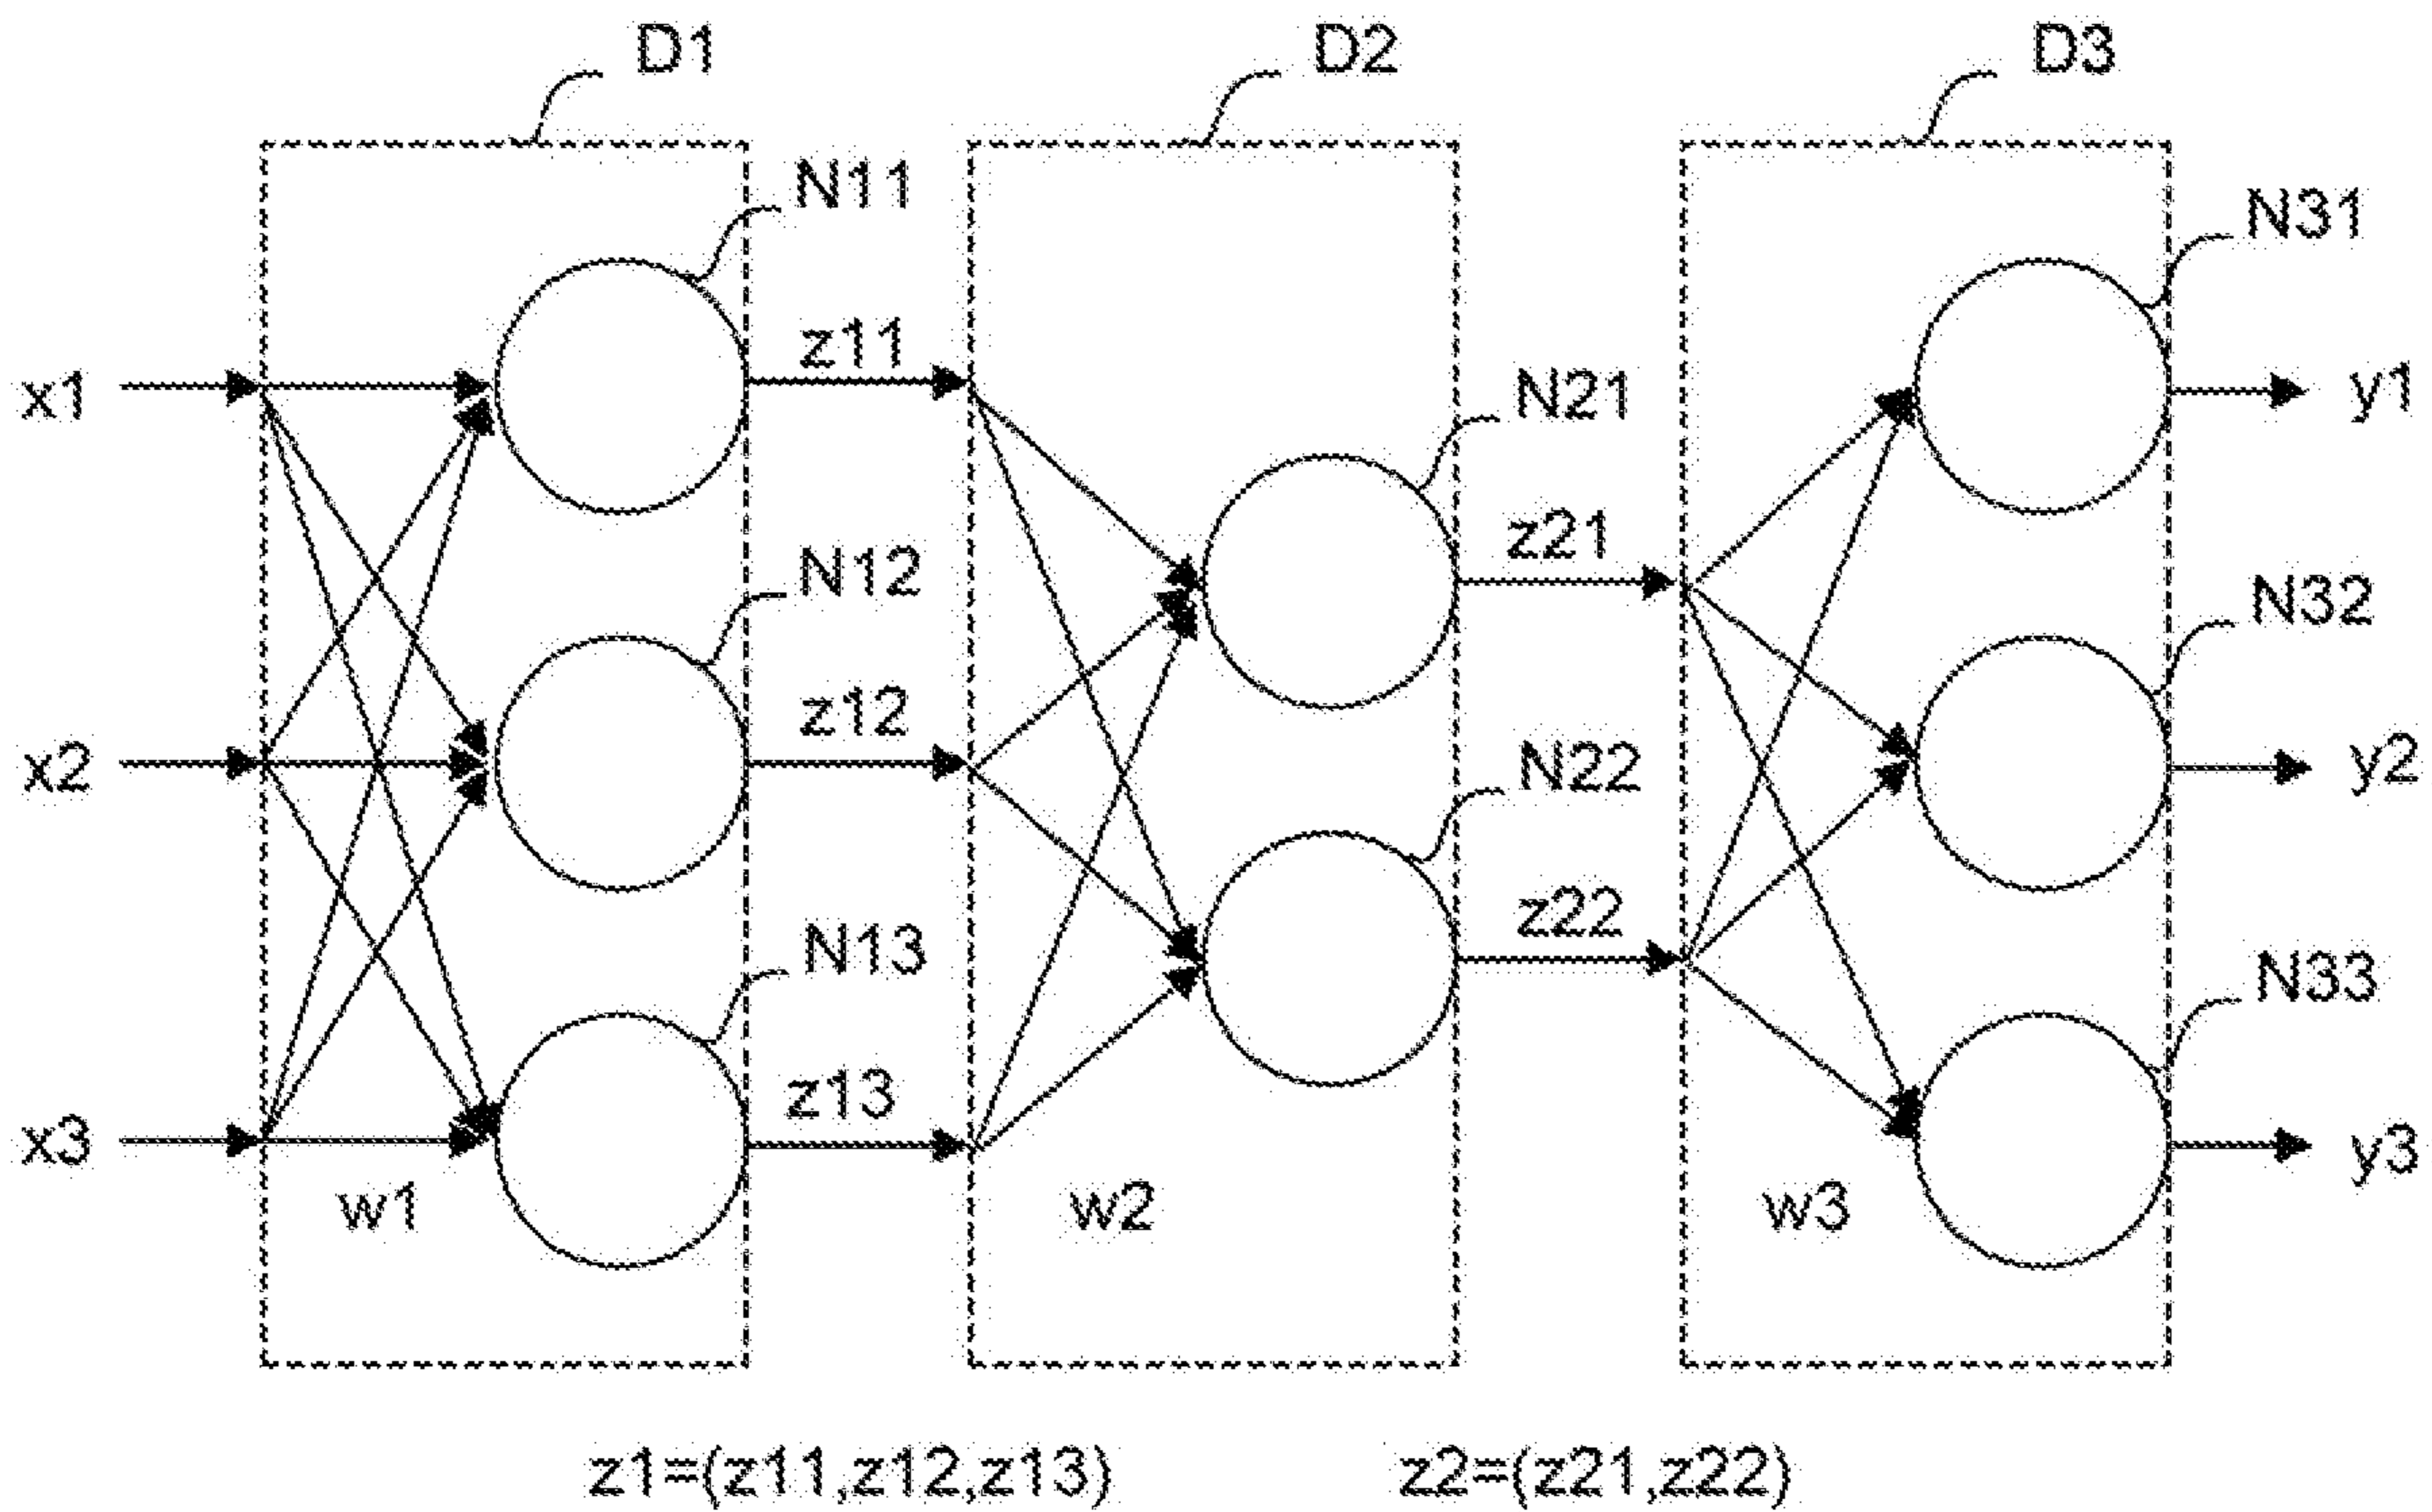 D1 D2 D3
N11
N31
z11
x1 y1
N21
z21
N12
N32
z12
x2 y2
N22
z22
N13
N33
z13
x3 y3
w1 w2 w3
z1=(z11,z12,z13) z2=(z21,z22)